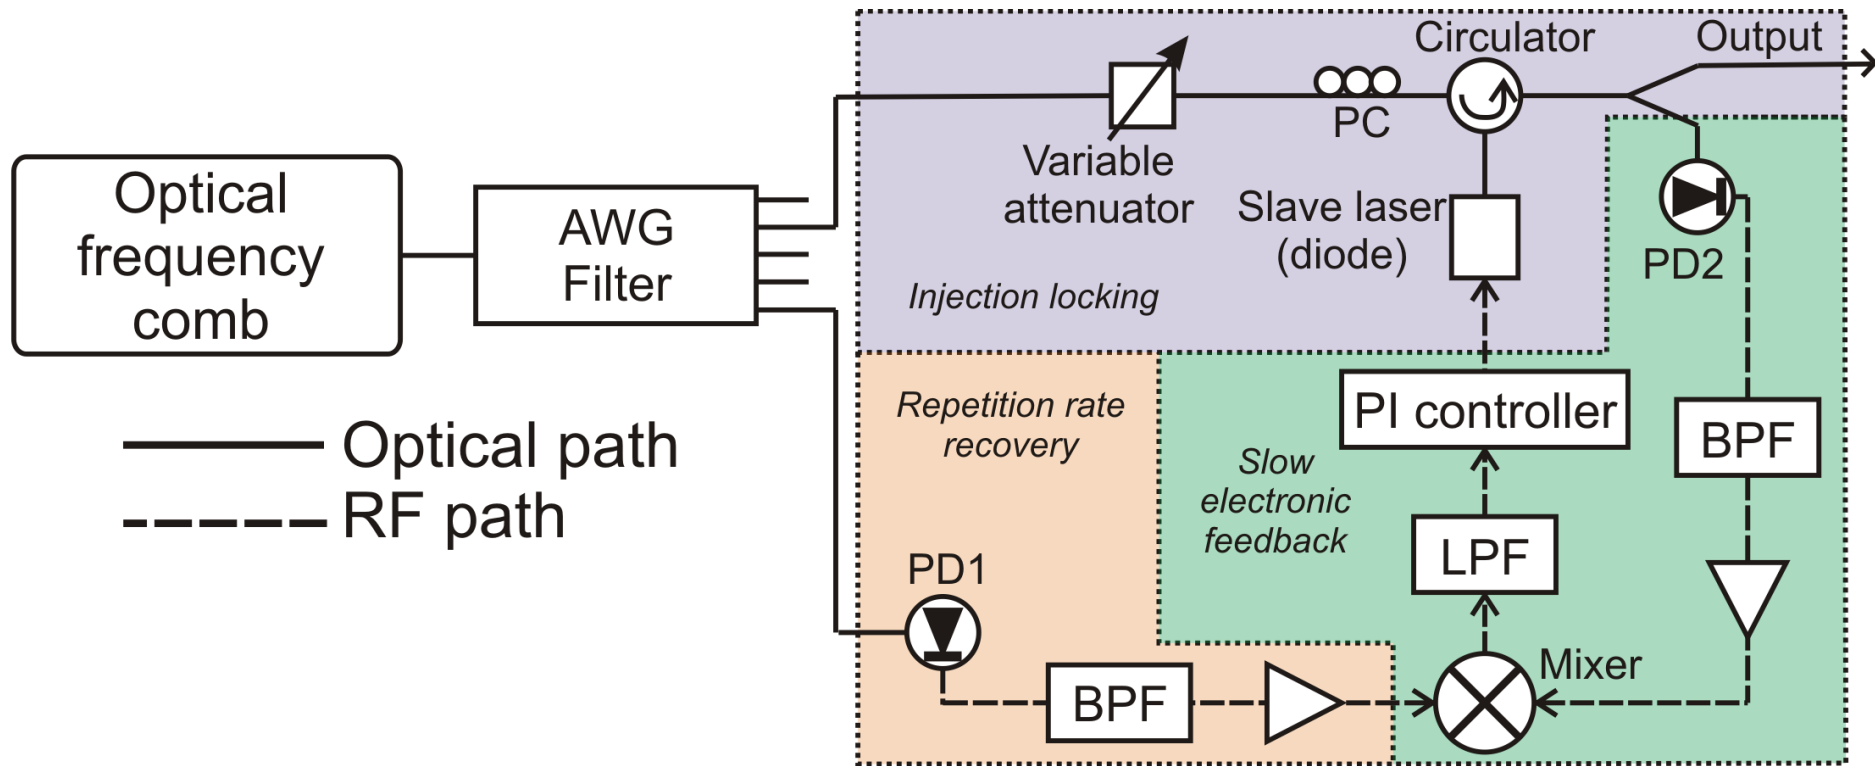 Optical
frequency
comb
AWG
Filter
Variable
attenuator
PC
Circulator
Output
Slave laser
(diode)
PD2
Injection locking
Repetition rate
recovery
Slow
electronic
feedback
PI controller
BPF
LPF
PD1
BPF
Mixer
Optical path
RF path